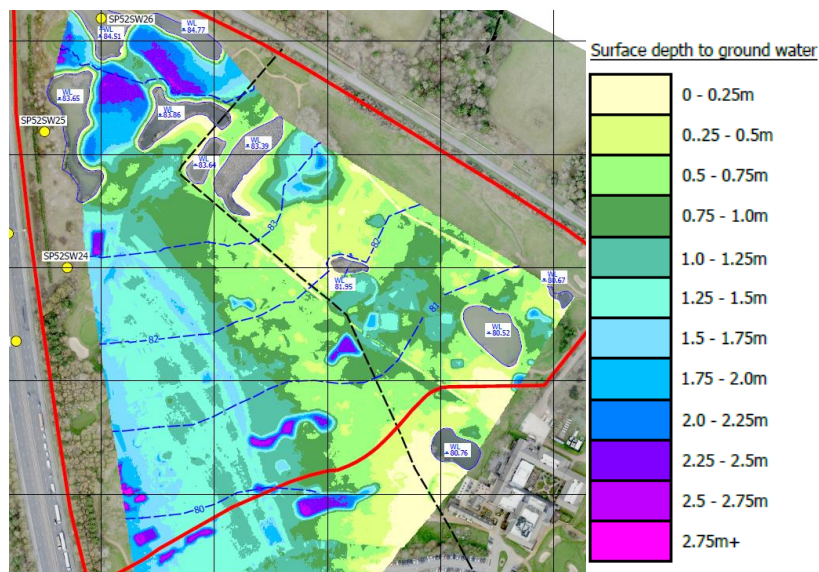 SP52SW26
WL
84.51
WL
84.77
WL
83.65
WL
83.86
SP52SW25
WL
83.39
WL
83.64
83
82
SP52SW24
WL
81.95
WL
80.67
81
WL
80.52
82
WL
80.76
80
Surface depth to ground water
0 - 0.25m
0.25 - 0.5m
0.5 - 0.75m
0.75 - 1.0m
1.0 - 1.25m
1.25 - 1.5m
1.5 - 1.75m
1.75 - 2.0m
2.0 - 2.25m
2.25 - 2.5m
2.5 - 2.75m
2.75m+